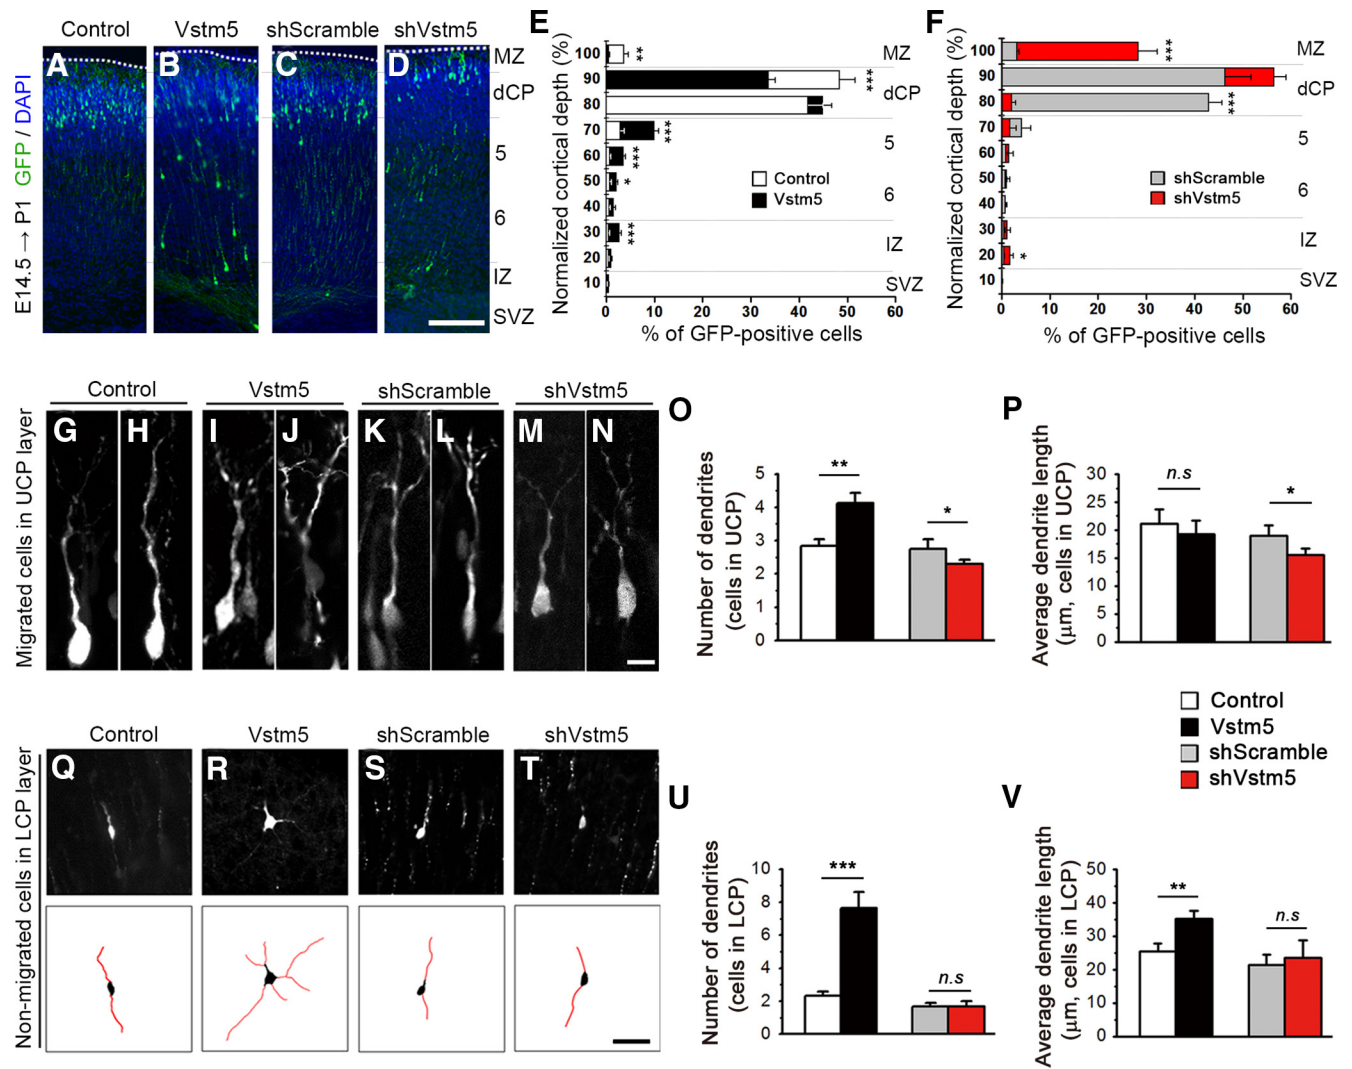 Control Vstm5 shScramble shVstm5
E14.5 → P1 GFP / DAPI
A B C D
MZ
dCP
5
6
IZ
SVZ
E
Normalized cortical depth (%)
100 ** MZ
90 *** dCP
80
70 *** 5
60 ***
50 * 6
40
30 *** IZ
20
10 SVZ
Control
Vstm5
0 10 20 30 40 50 60
% of GFP-positive cells
F
Normalized cortical depth (%)
100 *** MZ
90 dCP
80 ***
70 5
60
50 6
40
30 IZ
20 *
10 SVZ
shScramble
shVstm5
0 10 20 30 40 50 60
% of GFP-positive cells
Control Vstm5 shScramble shVstm5
Migrated cells in UCP layer
G H I J K L M N
O
Number of dendrites
(cells in UCP)
5
4
3
2
1
0
** *
P
Average dendrite length
(μm, cells in UCP)
30
25
20
15
10
5
0
n.s *
Control
Vstm5
shScramble
shVstm5
Control Vstm5 shScramble shVstm5
Non-migrated cells in LCP layer
Q R S T
U
Number of dendrites
(cells in LCP)
10
8
6
4
2
0
*** n.s
V
Average dendrite length
(μm, cells in LCP)
50
40
30
20
10
0
** n.s